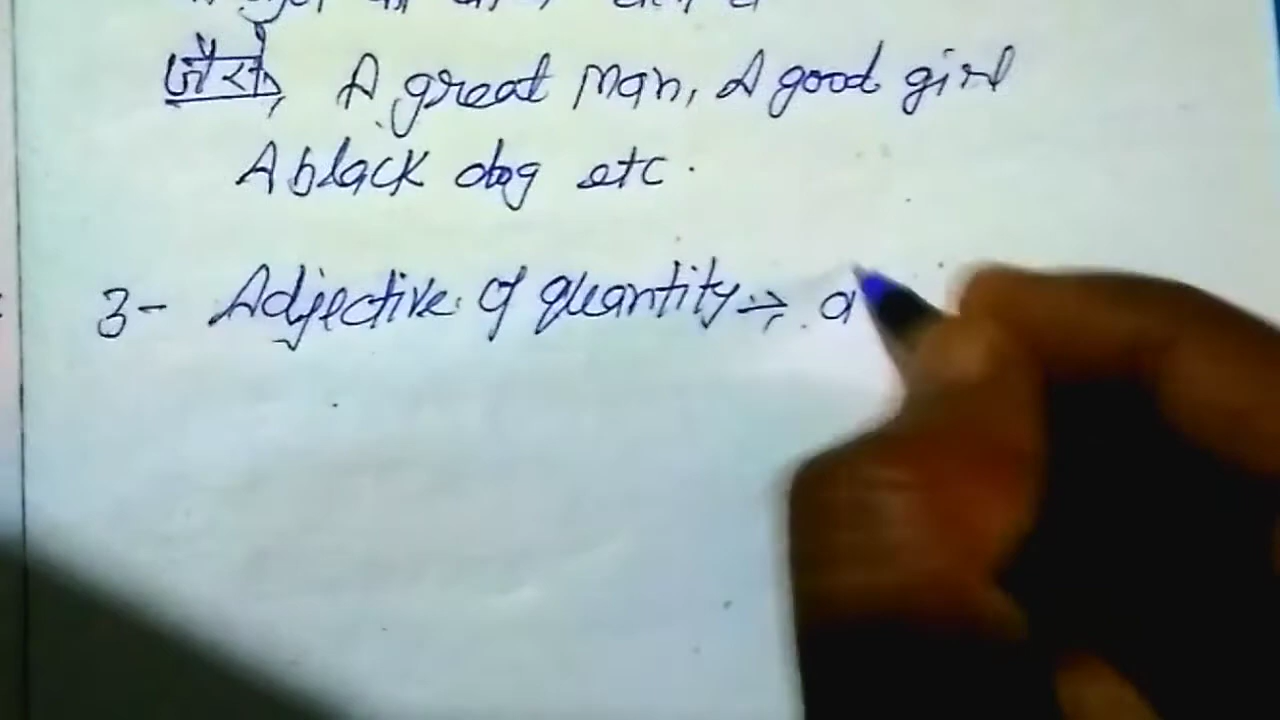 जैसे, A great man, A good girl
A black dog etc.
3- Adjective of quantity → a